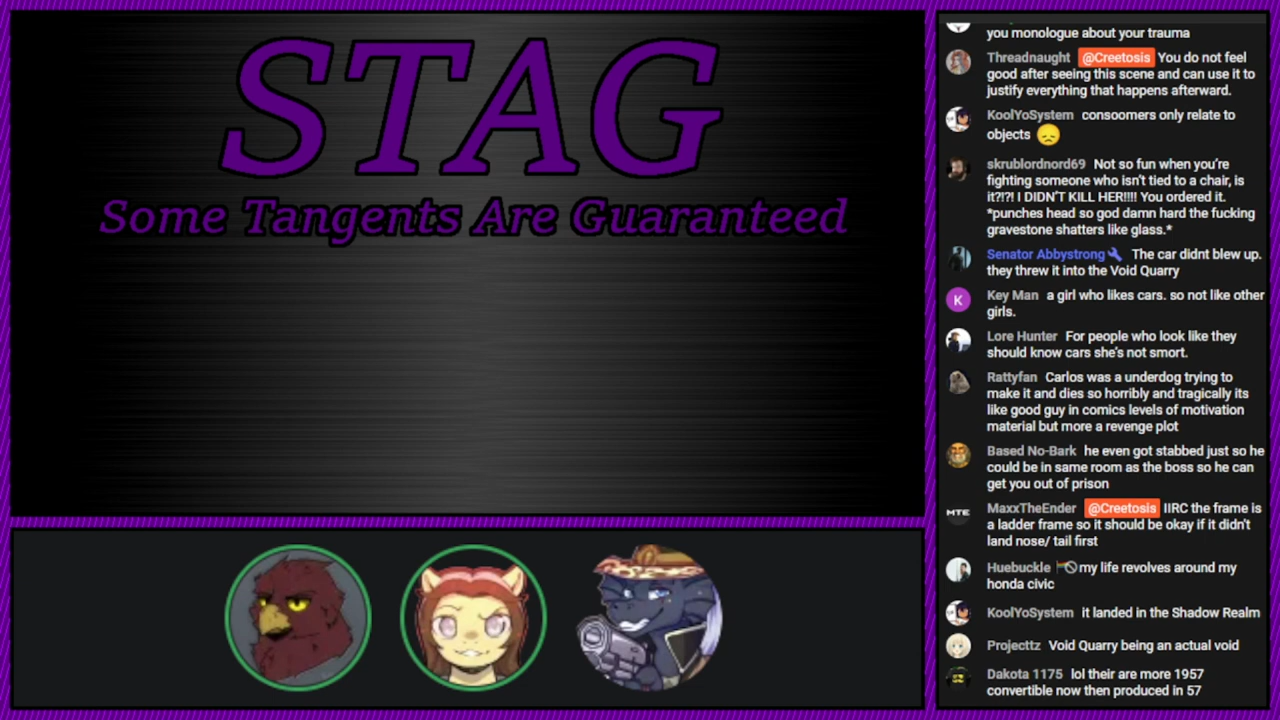 STAG
Some Tangents Are Guaranteed
you monologue about your trauma
Threadnaught @Creetosis You do not feel
good after seeing this scene and can use it to
justify everything that happens afterward.
KoolYoSystem consoomers only relate to
objects 😞
skrublordnord69 Not so fun when you're
fighting someone who isn't tied to a chair, is
it?!?! I DIDN'T KILL HER!!!! You ordered it.
*punches head so god damn hard the fucking
gravestone shatters like glass.*
Senator Abbystrong The car didnt blew up.
they threw it into the Void Quarry
K Key Man a girl who likes cars. so not like other
girls.
Lore Hunter For people who look like they
should know cars she's not smort.
Rattyfan Carlos was a underdog trying to
make it and dies so horribly and tragically its
like good guy in comics levels of motivation
material but more a revenge plot
Based No-Bark he even got stabbed just so he
could be in same room as the boss so he can
get you out of prison
MTE MaxxTheEnder @Creetosis IIRC the frame is
a ladder frame so it should be okay if it didn't
land nose/ tail first
Huebuckle my life revolves around my
honda civic
KoolYoSystem it landed in the Shadow Realm
Projecttz Void Quarry being an actual void
Dakota 1175 lol their are more 1957
convertible now then produced in 57